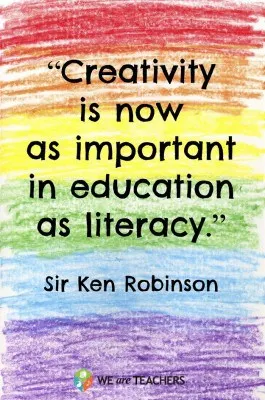 “Creativity
is now
as important
in education
as literacy.”
Sir Ken Robinson
WE are TEACHERS